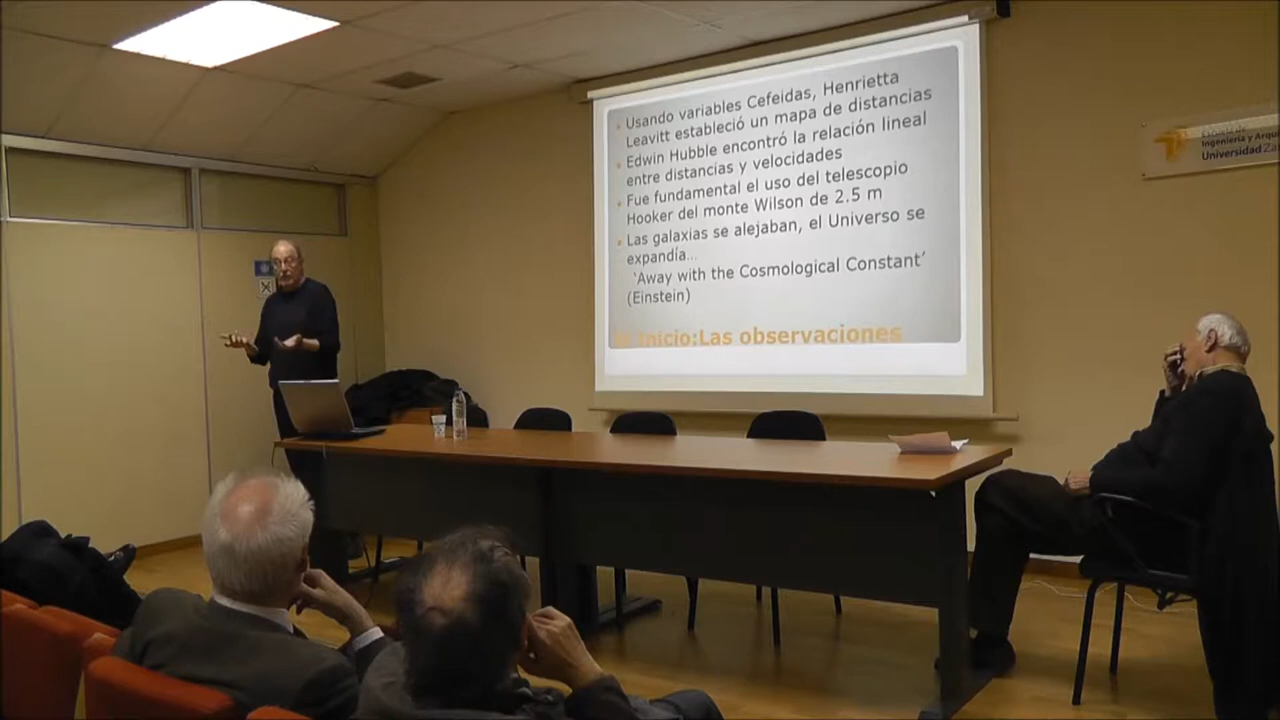 Usando variables Cefeidas, Henrietta
Leavitt estableció un mapa de distancias
Edwin Hubble encontró la relación lineal
entre distancias y velocidades
Fue fundamental el uso del telescopio
Hooker del monte Wilson de 2.5 m
Las galaxias se alejaban, el Universo se
expandía…
‘Away with the Cosmological Constant’
(Einstein)
inicio:Las observaciones
Escuela de
Ingeniería y Arqu
Universidad Za